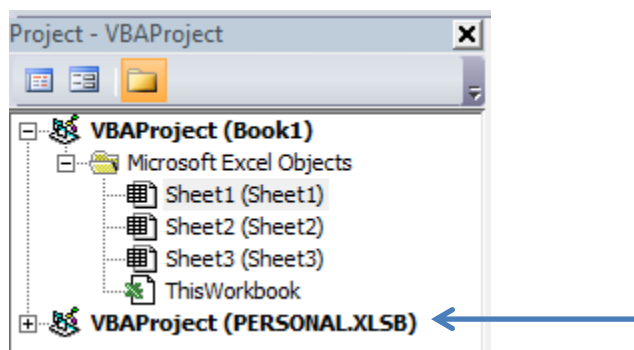 Project - VBAProject
VBAProject (Book1)
Microsoft Excel Objects
Sheet1 (Sheet1)
Sheet2 (Sheet2)
Sheet3 (Sheet3)
ThisWorkbook
VBAProject (PERSONAL.XLSB)